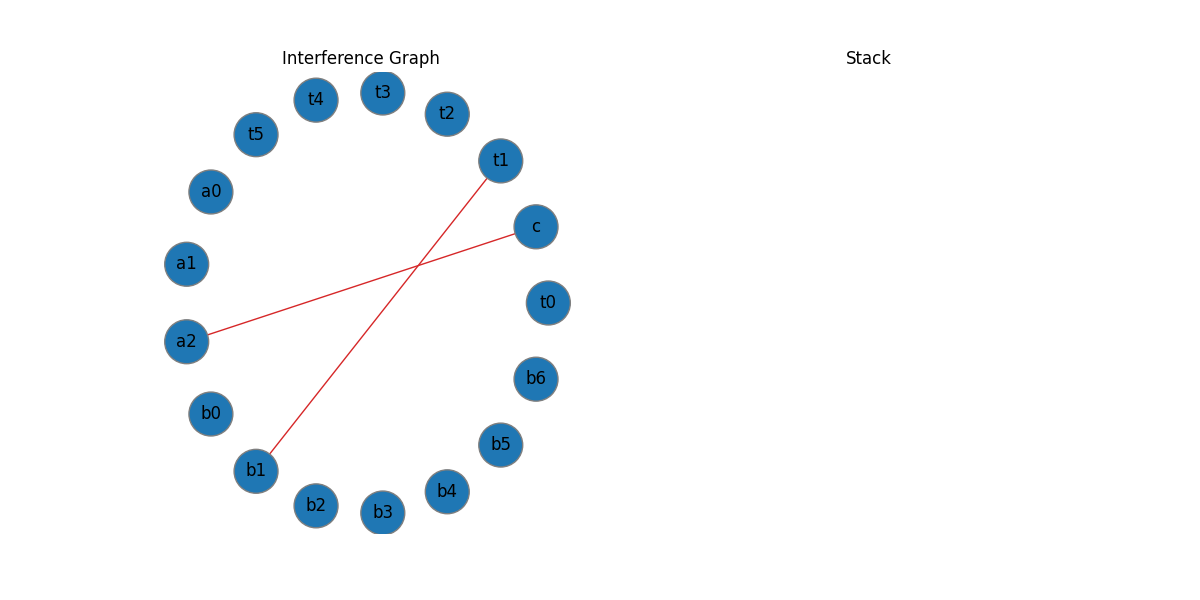 Interference Graph
Stack
t3
t4
t2
t5
t1
a0
c
a1
t0
a2
b6
b0
b5
b1
b4
b2
b3